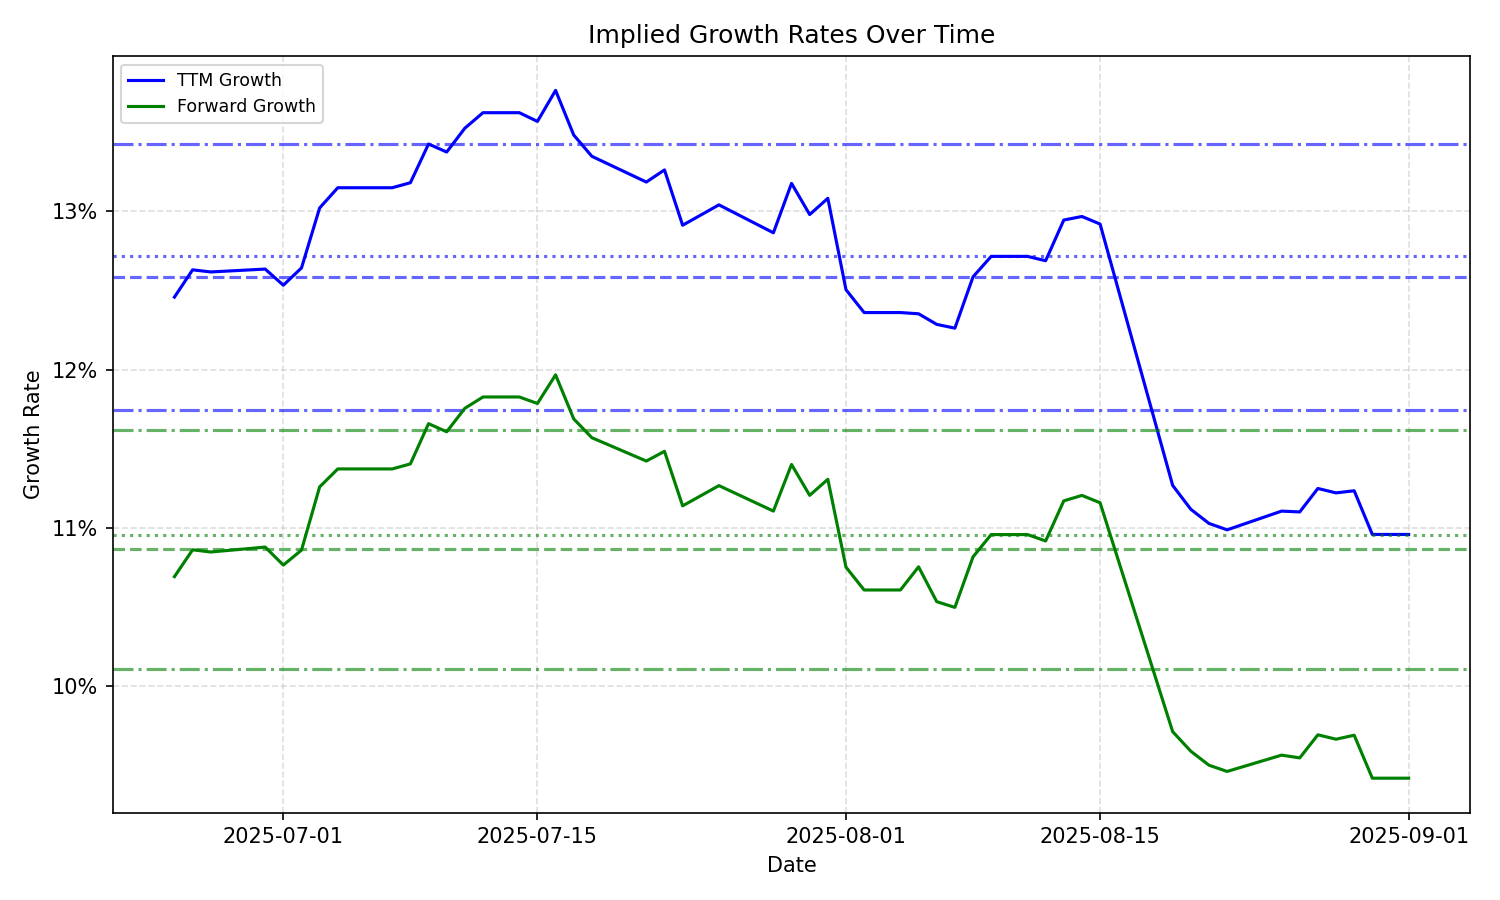 Implied Growth Rates Over Time
TTM Growth
Forward Growth
Growth Rate
13%
12%
11%
10%
2025-07-01
2025-07-15
2025-08-01
2025-08-15
2025-09-01
Date